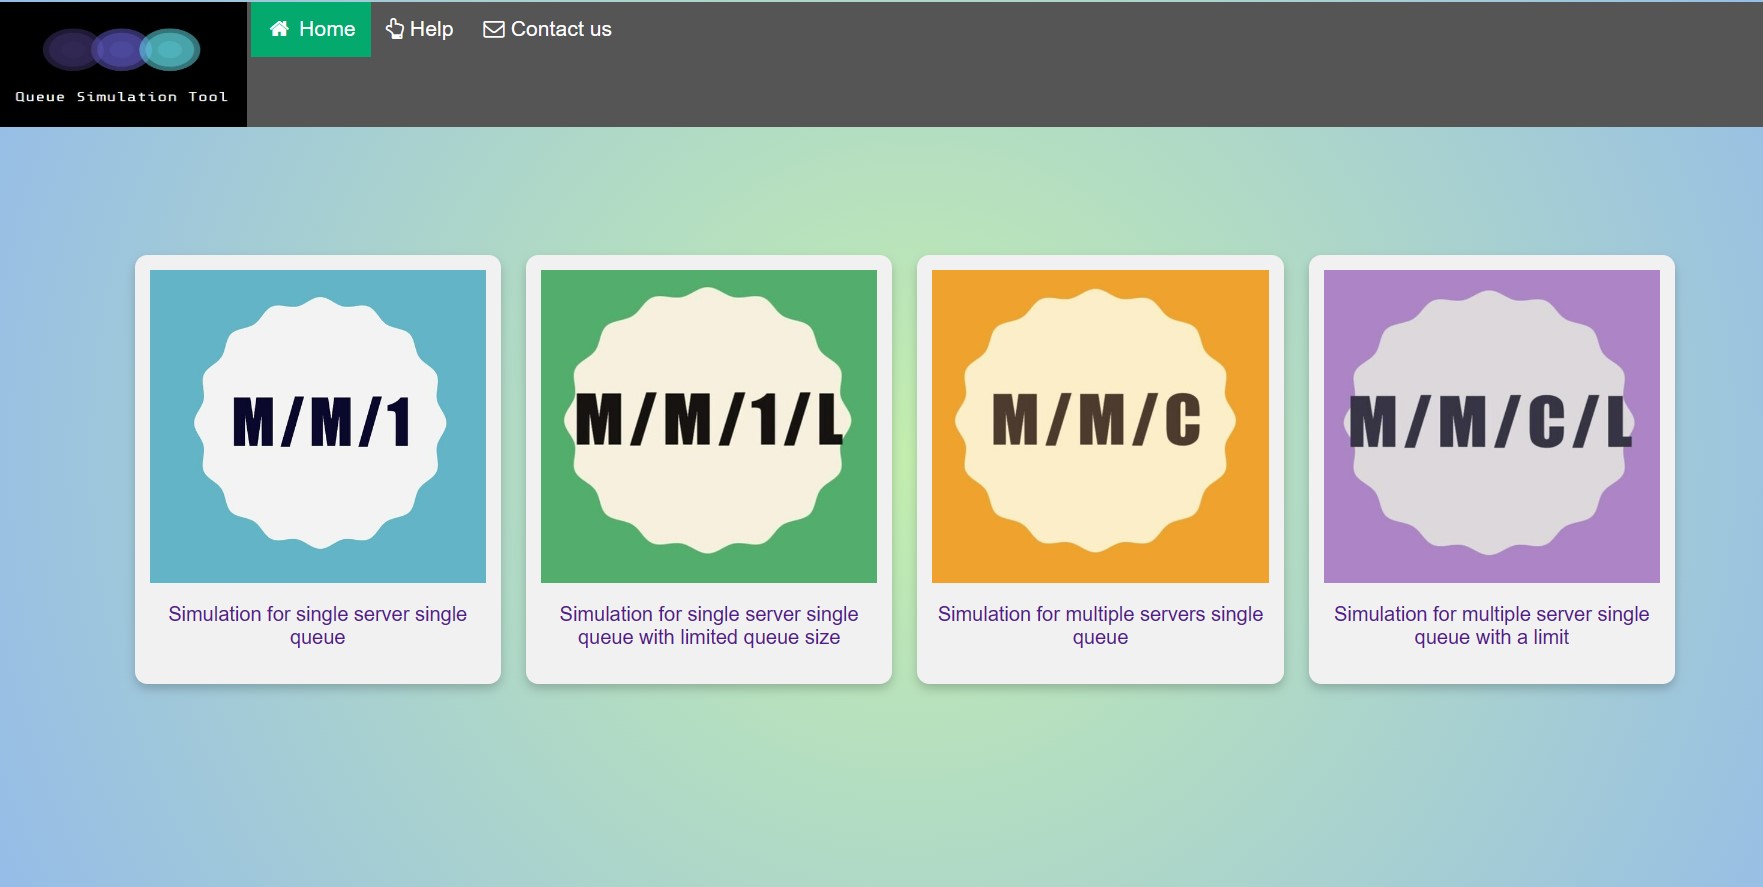 Queue Simulation Tool
Home
Help
Contact us
M/M/1
Simulation for single server single
queue
M/M/1/L
Simulation for single server single
queue with limited queue size
M/M/C
Simulation for multiple servers single
queue
M/M/C/L
Simulation for multiple server single
queue with a limit